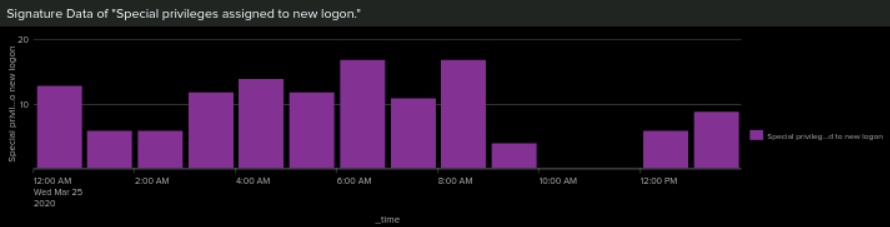 Signature Data of "Special privileges assigned to new logon."
Special privi...o new logon
20
10
12:00 AM
Wed Mar 25
2020
2:00 AM
4:00 AM
6:00 AM
8:00 AM
10:00 AM
12:00 PM
_time
Special privileg...d to new logon